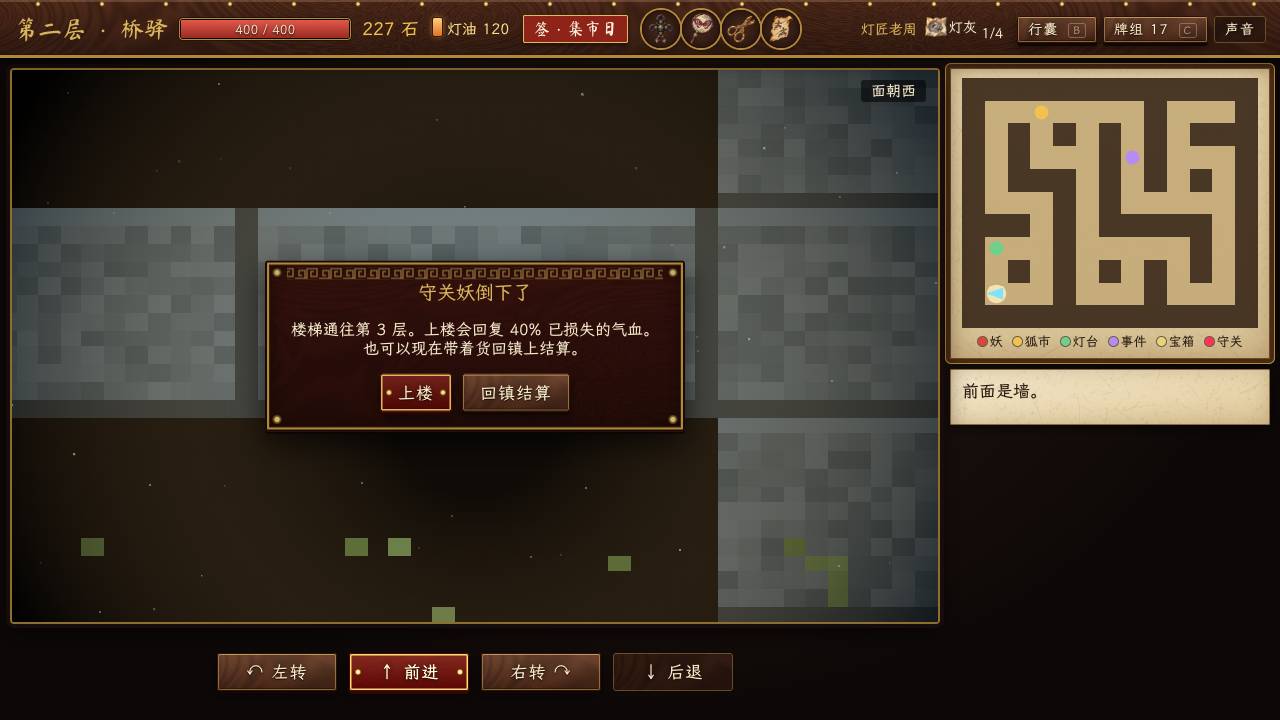 第二层 · 桥驿
400 / 400
227 石
灯油 120
签 · 集市日
灯匠老周
灯灰 1/4
行囊 B
牌组 17 C
声音
面朝西
守关妖倒下了
楼梯通往第 3 层。上楼会回复 40% 已损失的气血。
也可以现在带着货回镇上结算。
上楼
回镇结算
妖 狐市 灯台 事件 宝箱 守关
前面是墙。
↶ 左转
↑ 前进
右转 ↷
↓ 后退